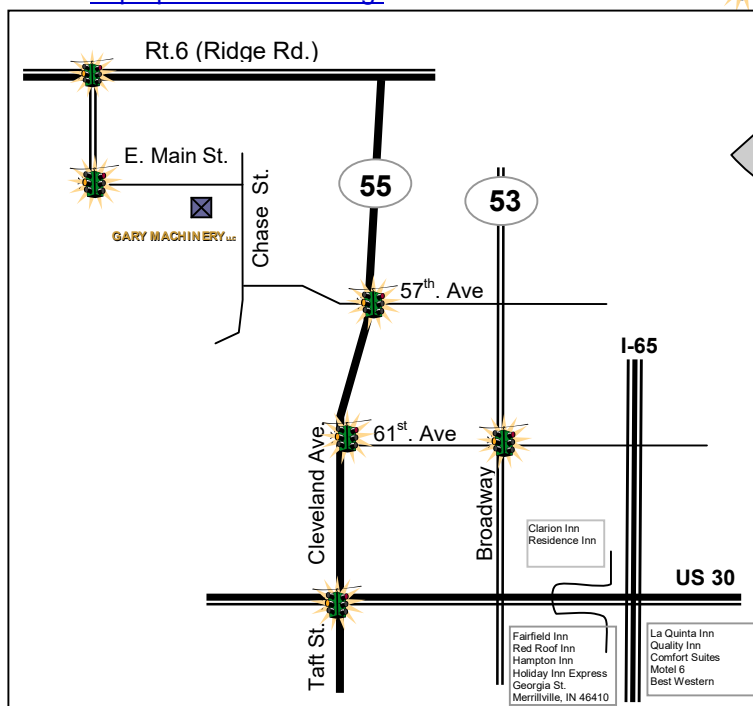 Rt.6 (Ridge Rd.)
E. Main St.
Chase St.
GARY MACHINERY LLC
55
53
57th. Ave
I-65
61st. Ave
Cleveland Ave.
Broadway
Clarion Inn
Residence Inn
US 30
Taft St.
Fairfield Inn
Red Roof Inn
Hampton Inn
Holiday Inn Express
Georgia St.
Merrillville, IN 46410
La Quinta Inn
Quality Inn
Comfort Suites
Motel 6
Best Western